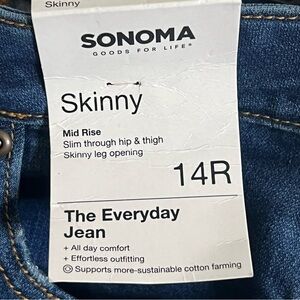 Skinny
SONOMA
GOODS FOR LIFE®
Skinny
Mid Rise
Slim through hip & thigh
Skinny leg opening
14R
The Everyday
Jean
+ All day comfort
+ Effortless outfitting
Supports more-sustainable cotton farming